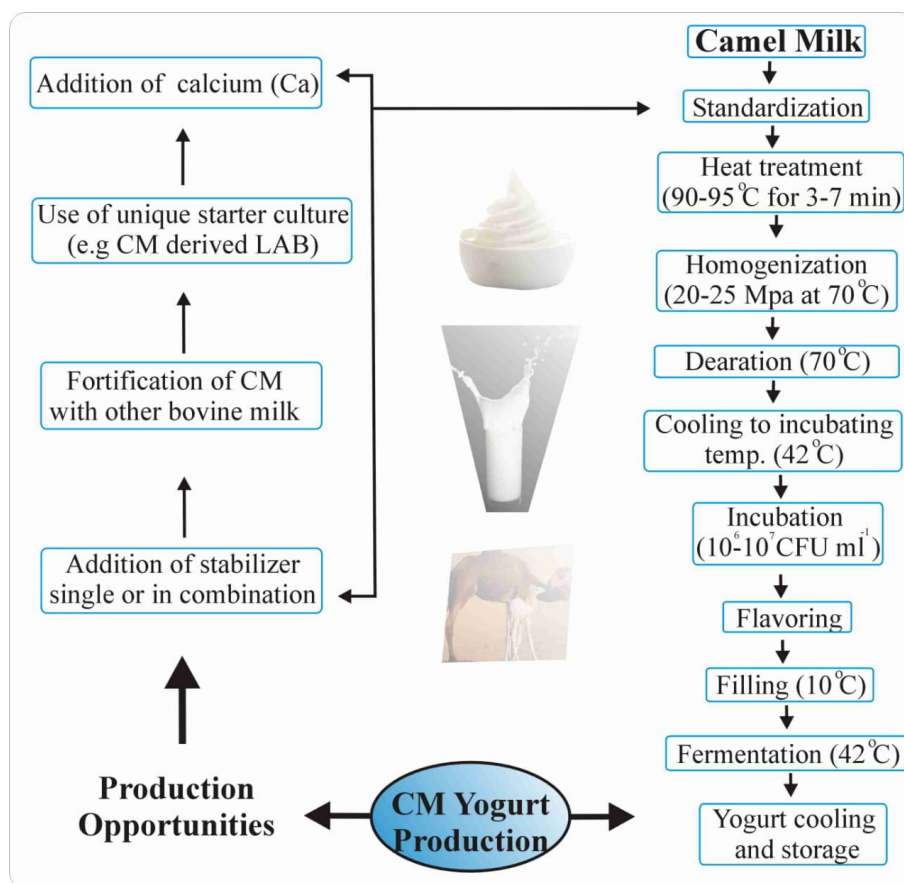 Camel Milk
Standardization
Heat treatment
(90-95°C for 3-7 min)
Homogenization
(20-25 Mpa at 70°C)
Dearation (70°C)
Cooling to incubating
temp. (42°C)
Incubation
(10⁶-10⁷CFU ml⁻¹)
Flavoring
Filling (10°C)
Fermentation (42°C)
Yogurt cooling
and storage
Addition of calcium (Ca)
Use of unique starter culture
(e.g CM derived LAB)
Fortification of CM
with other bovine milk
Addition of stabilizer
single or in combination
Production
Opportunities
CM Yogurt
Production